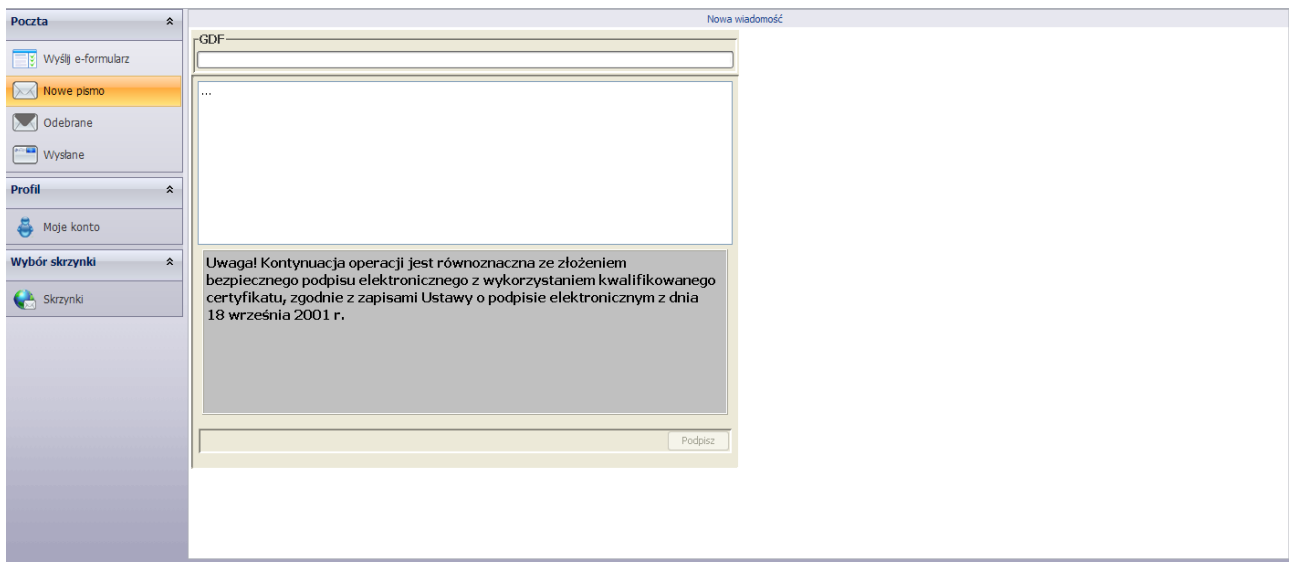 Nowa wiadomość
Poczta
Wyślij e-formularz
Nowe pismo
Odebrane
Wysłane
Profil
Moje konto
Wybór skrzynki
Skrzynki
GDF
...
Uwaga! Kontynuacja operacji jest równoznaczna ze złożeniem
bezpiecznego podpisu elektronicznego z wykorzystaniem kwalifikowanego
certyfikatu, zgodnie z zapisami Ustawy o podpisie elektronicznym z dnia
18 września 2001 r.
Podpisz